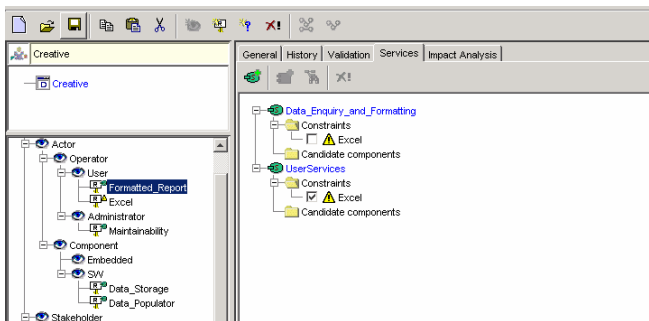 Creative
Creative
Actor
Operator
User
Formatted_Report
Excel
Administrator
Maintainability
Component
Embedded
SW
Data_Storage
Data_Populator
Stakeholder
General History Validation Services Impact Analysis
Data_Enquiry_and_Formatting
Constraints
Excel
Candidate components
UserServices
Constraints
Excel
Candidate components